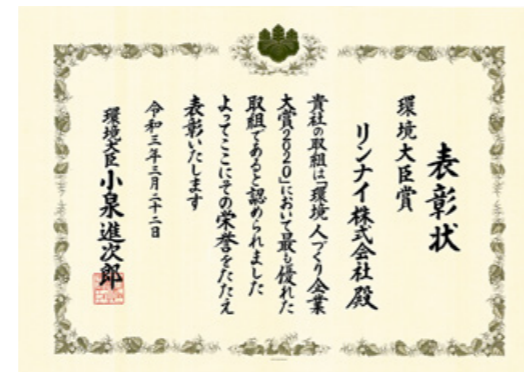 表彰状
環境大臣賞
リンナイ株式会社 殿
貴社の取組は「環境 人づくり企業
大賞2020」において最も優れた
取組であると認められました
よってここにその栄誉をたたえ
表彰いたします
令和三年三月二十二日
環境大臣 小泉進次郎